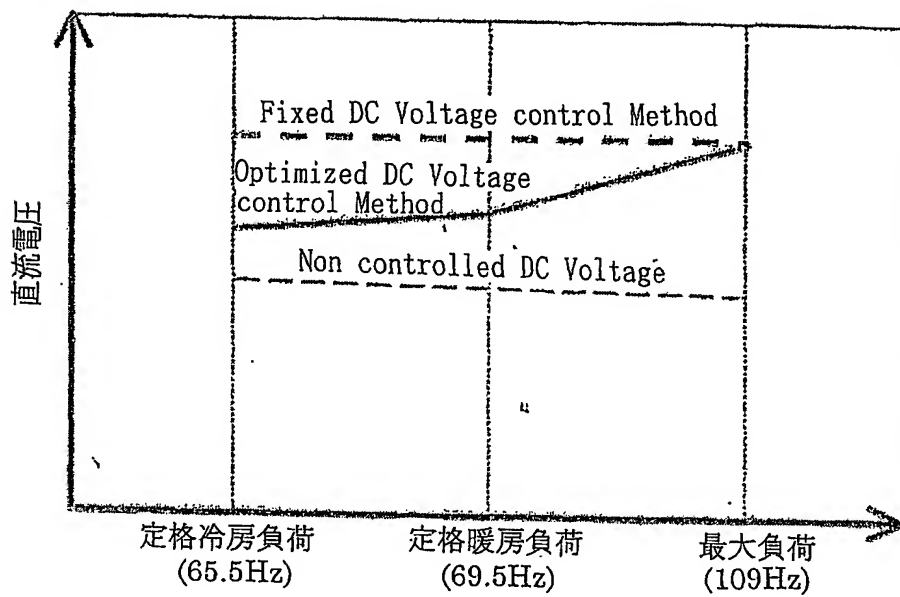 Fixed DC Voltage control Method
Optimized DC Voltage
control Method
Non controlled DC Voltage
直流電圧
定格冷房負荷
(65.5Hz)
定格暖房負荷
(69.5Hz)
最大負荷
(109Hz)